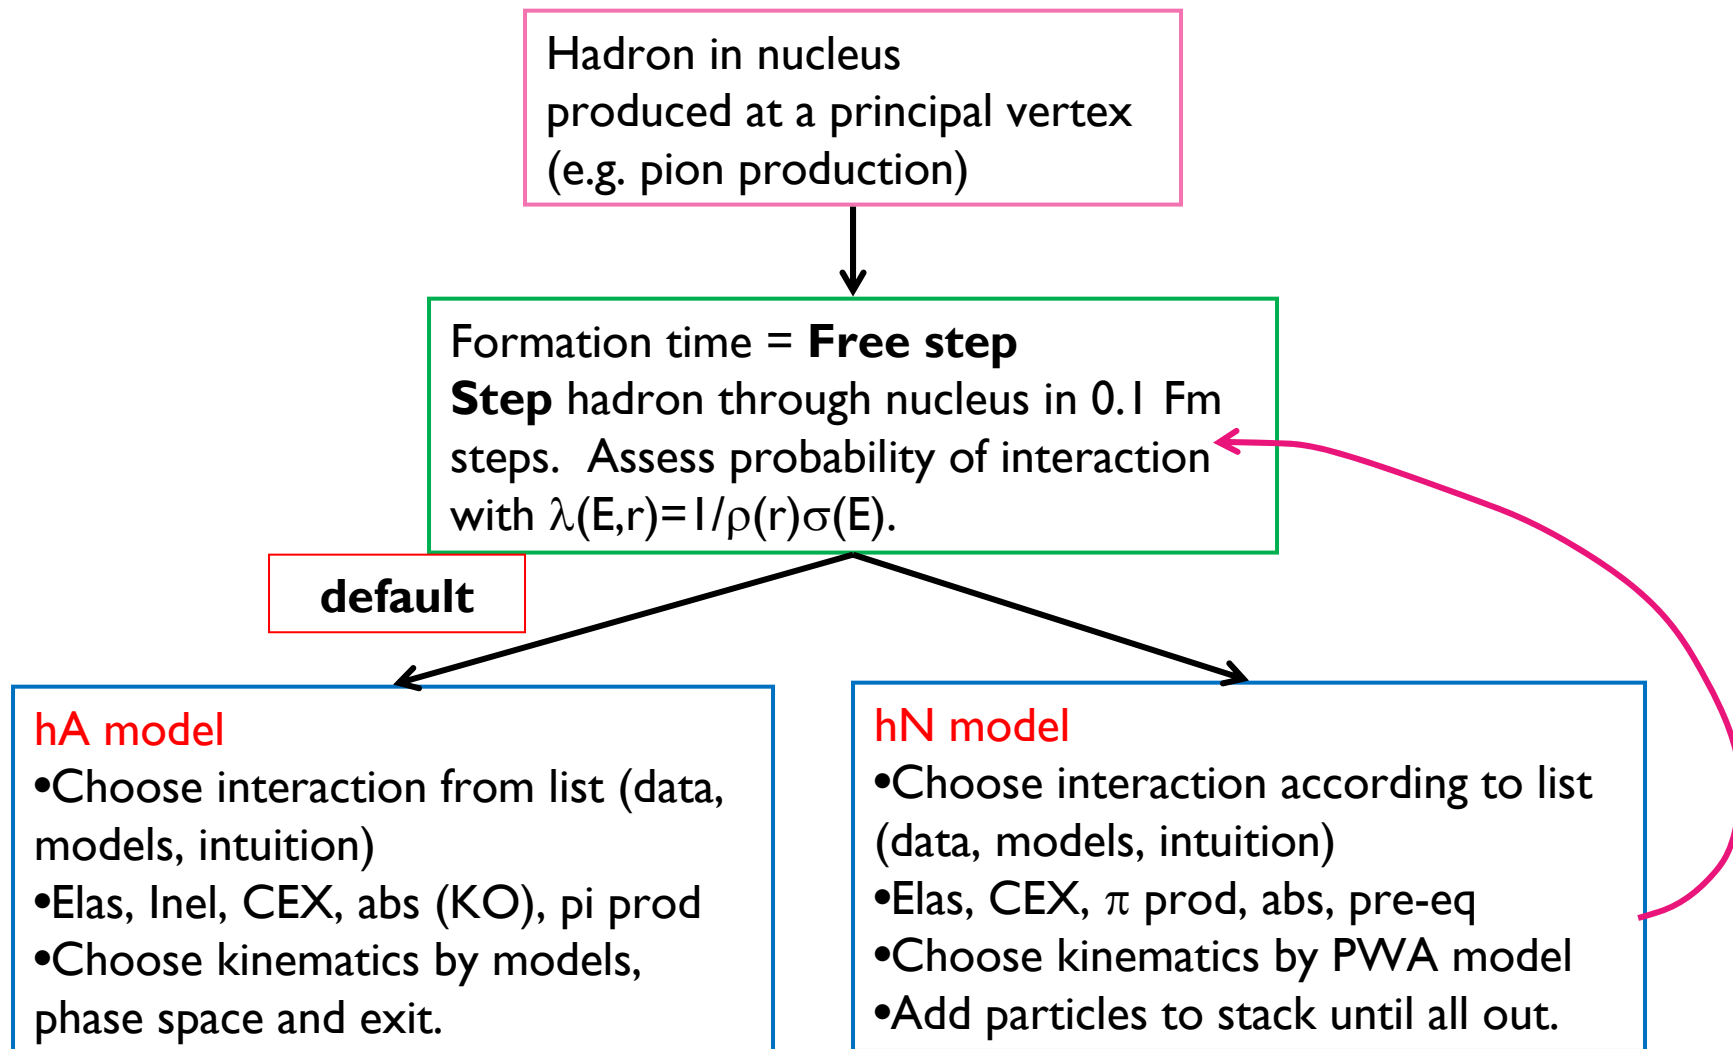 Hadron in nucleus
produced at a principal vertex
(e.g. pion production)
Formation time = Free step
Step hadron through nucleus in 0.1 Fm
steps.  Assess probability of interaction
with λ(E,r)=1/ρ(r)σ(E).
default
hA model
•Choose interaction from list (data,
models, intuition)
•Elas, Inel, CEX, abs (KO), pi prod
•Choose kinematics by models,
phase space and exit.
hN model
•Choose interaction according to list
(data, models, intuition)
•Elas, CEX, π prod, abs, pre-eq
•Choose kinematics by PWA model
•Add particles to stack until all out.